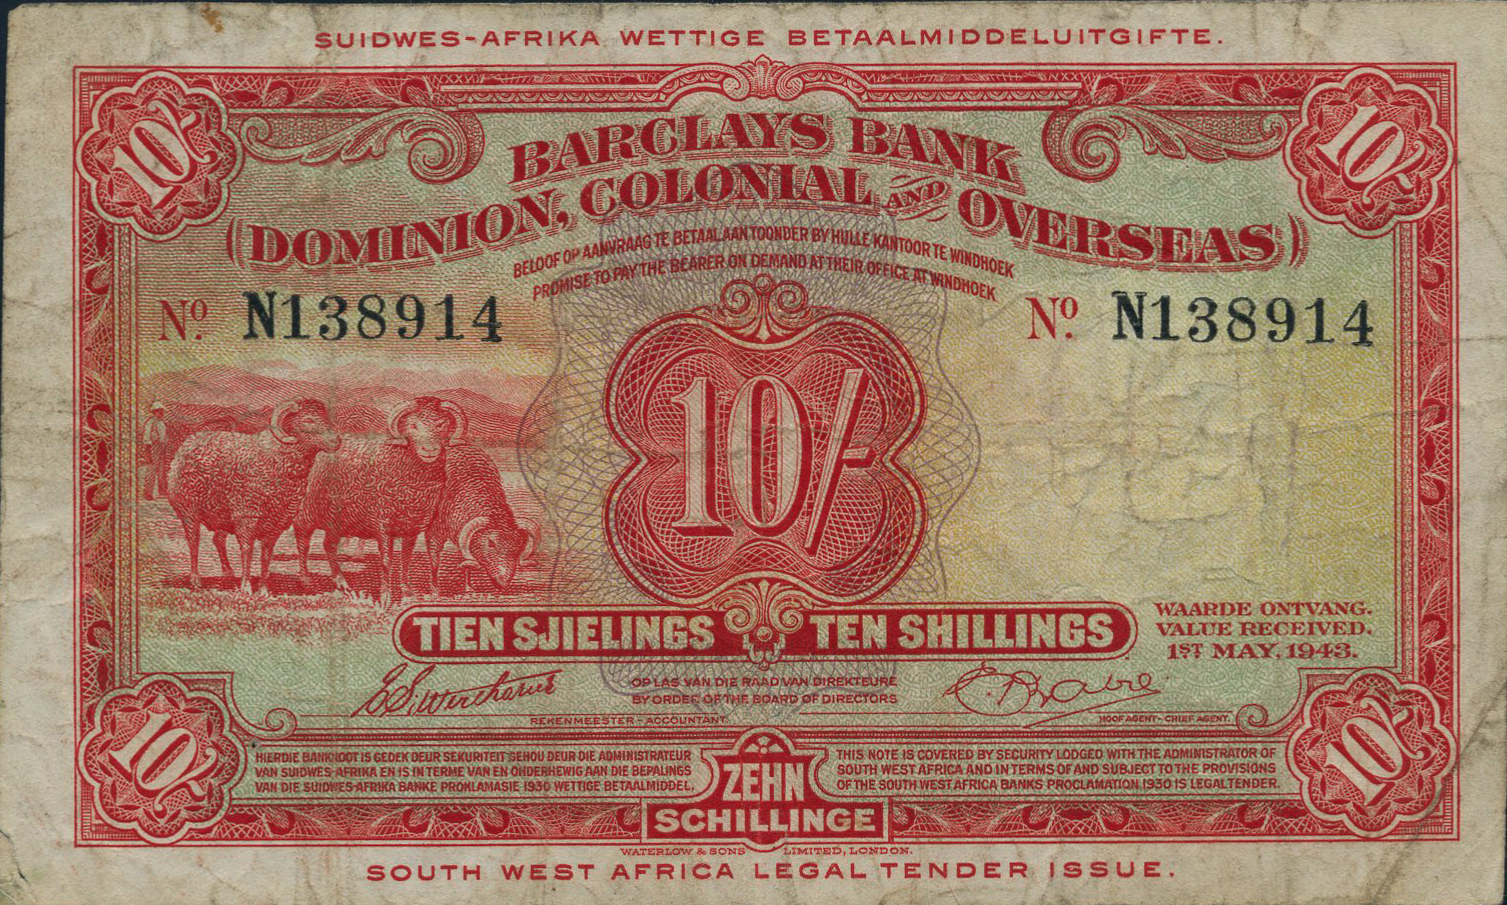 SUIDWES-AFRIKA WETTIGE BETAALMIDDELUITGIFTE.
10/- 10/-
BARCLAYS BANK
(DOMINION, COLONIAL AND OVERSEAS)
BELOOF OP AANVRAAG TE BETAAL AAN TOONDER BY HULLE KANTOOR TE WINDHOEK
PROMISE TO PAY THE BEARER ON DEMAND AT THEIR OFFICE AT WINDHOEK
Nº. N138914 Nº. N138914
10/-
TIEN SJIELINGS TEN SHILLINGS
WAARDE ONTVANG.
VALUE RECEIVED.
1ST MAY, 1943.
OP LAS VAN DIE RAAD VAN DIREKTEURE
BY ORDER OF THE BOARD OF DIRECTORS
REKENMEESTER - ACCOUNTANT. HOOFAGENT - CHIEF AGENT.
10/- 10/-
HIERDIE BANKNOOT IS GEDEK DEUR SEKURITEIT GEHOU DEUR DIE ADMINISTRATEUR
VAN SUIDWES-AFRIKA EN IS IN TERME VAN EN ONDERHEWIG AAN DIE BEPALINGS
VAN DIE SUIDWES-AFRIKA BANKE PROKLAMASIE 1930 WETTIGE BETAALMIDDEL.
ZEHN
SCHILLINGE
THIS NOTE IS COVERED BY SECURITY LODGED WITH THE ADMINISTRATOR OF
SOUTH WEST AFRICA AND IN TERMS OF AND SUBJECT TO THE PROVISIONS
OF THE SOUTH WEST AFRICA BANKS PROCLAMATION 1930 IS LEGAL TENDER.
WATERLOW & SONS LIMITED, LONDON.
SOUTH WEST AFRICA LEGAL TENDER ISSUE.